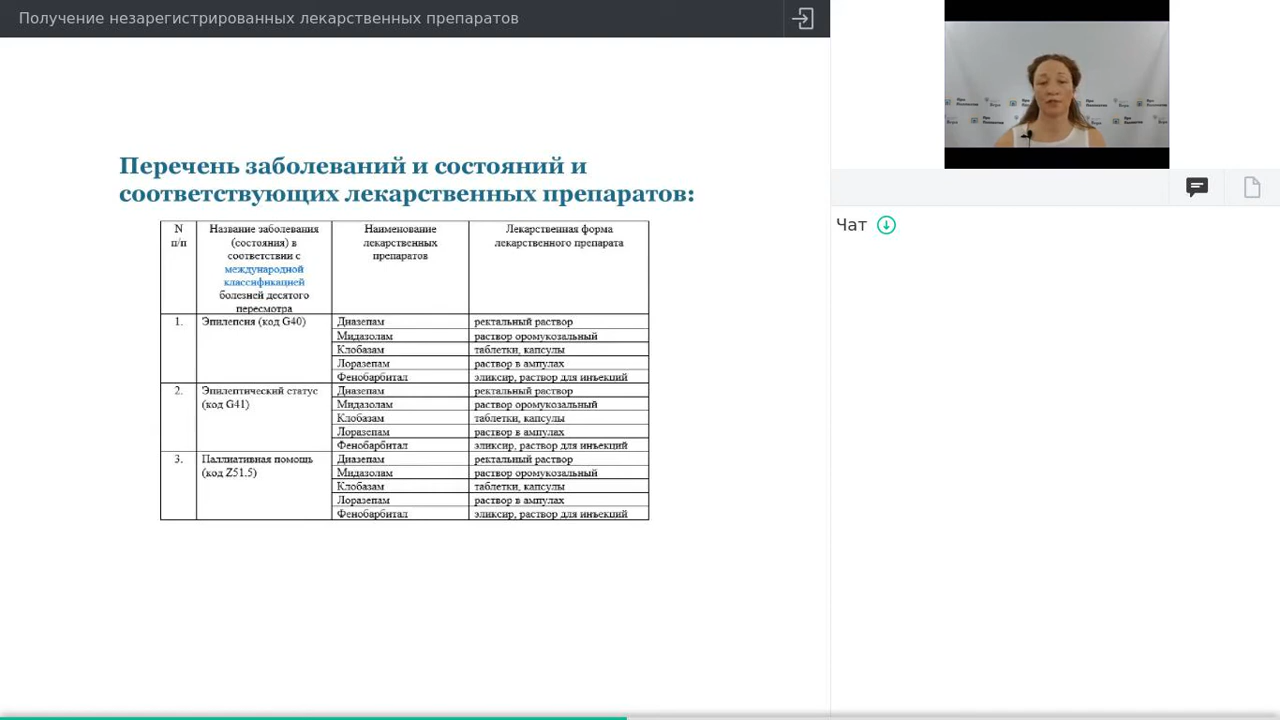 Получение незарегистрированных лекарственных препаратов
Перечень заболеваний и состояний и
соответствующих лекарственных препаратов:
N п/п | Название заболевания (состояния) в соответствии с международной классификацией болезней десятого пересмотра | Наименование лекарственных препаратов | Лекарственная форма лекарственного препарата
1. Эпилепсия (код G40) Диазепам ректальный раствор
Мидазолам раствор оромукозальный
Клобазам таблетки, капсулы
Лоразепам раствор в ампулах
Фенобарбитал эликсир, раствор для инъекций
2. Эпилептический статус (код G41) Диазепам ректальный раствор
Мидазолам раствор оромукозальный
Клобазам таблетки, капсулы
Лоразепам раствор в ампулах
Фенобарбитал эликсир, раствор для инъекций
3. Паллиативная помощь (код Z51.5) Диазепам ректальный раствор
Мидазолам раствор оромукозальный
Клобазам таблетки, капсулы
Лоразепам раствор в ампулах
Фенобарбитал эликсир, раствор для инъекций
Чат